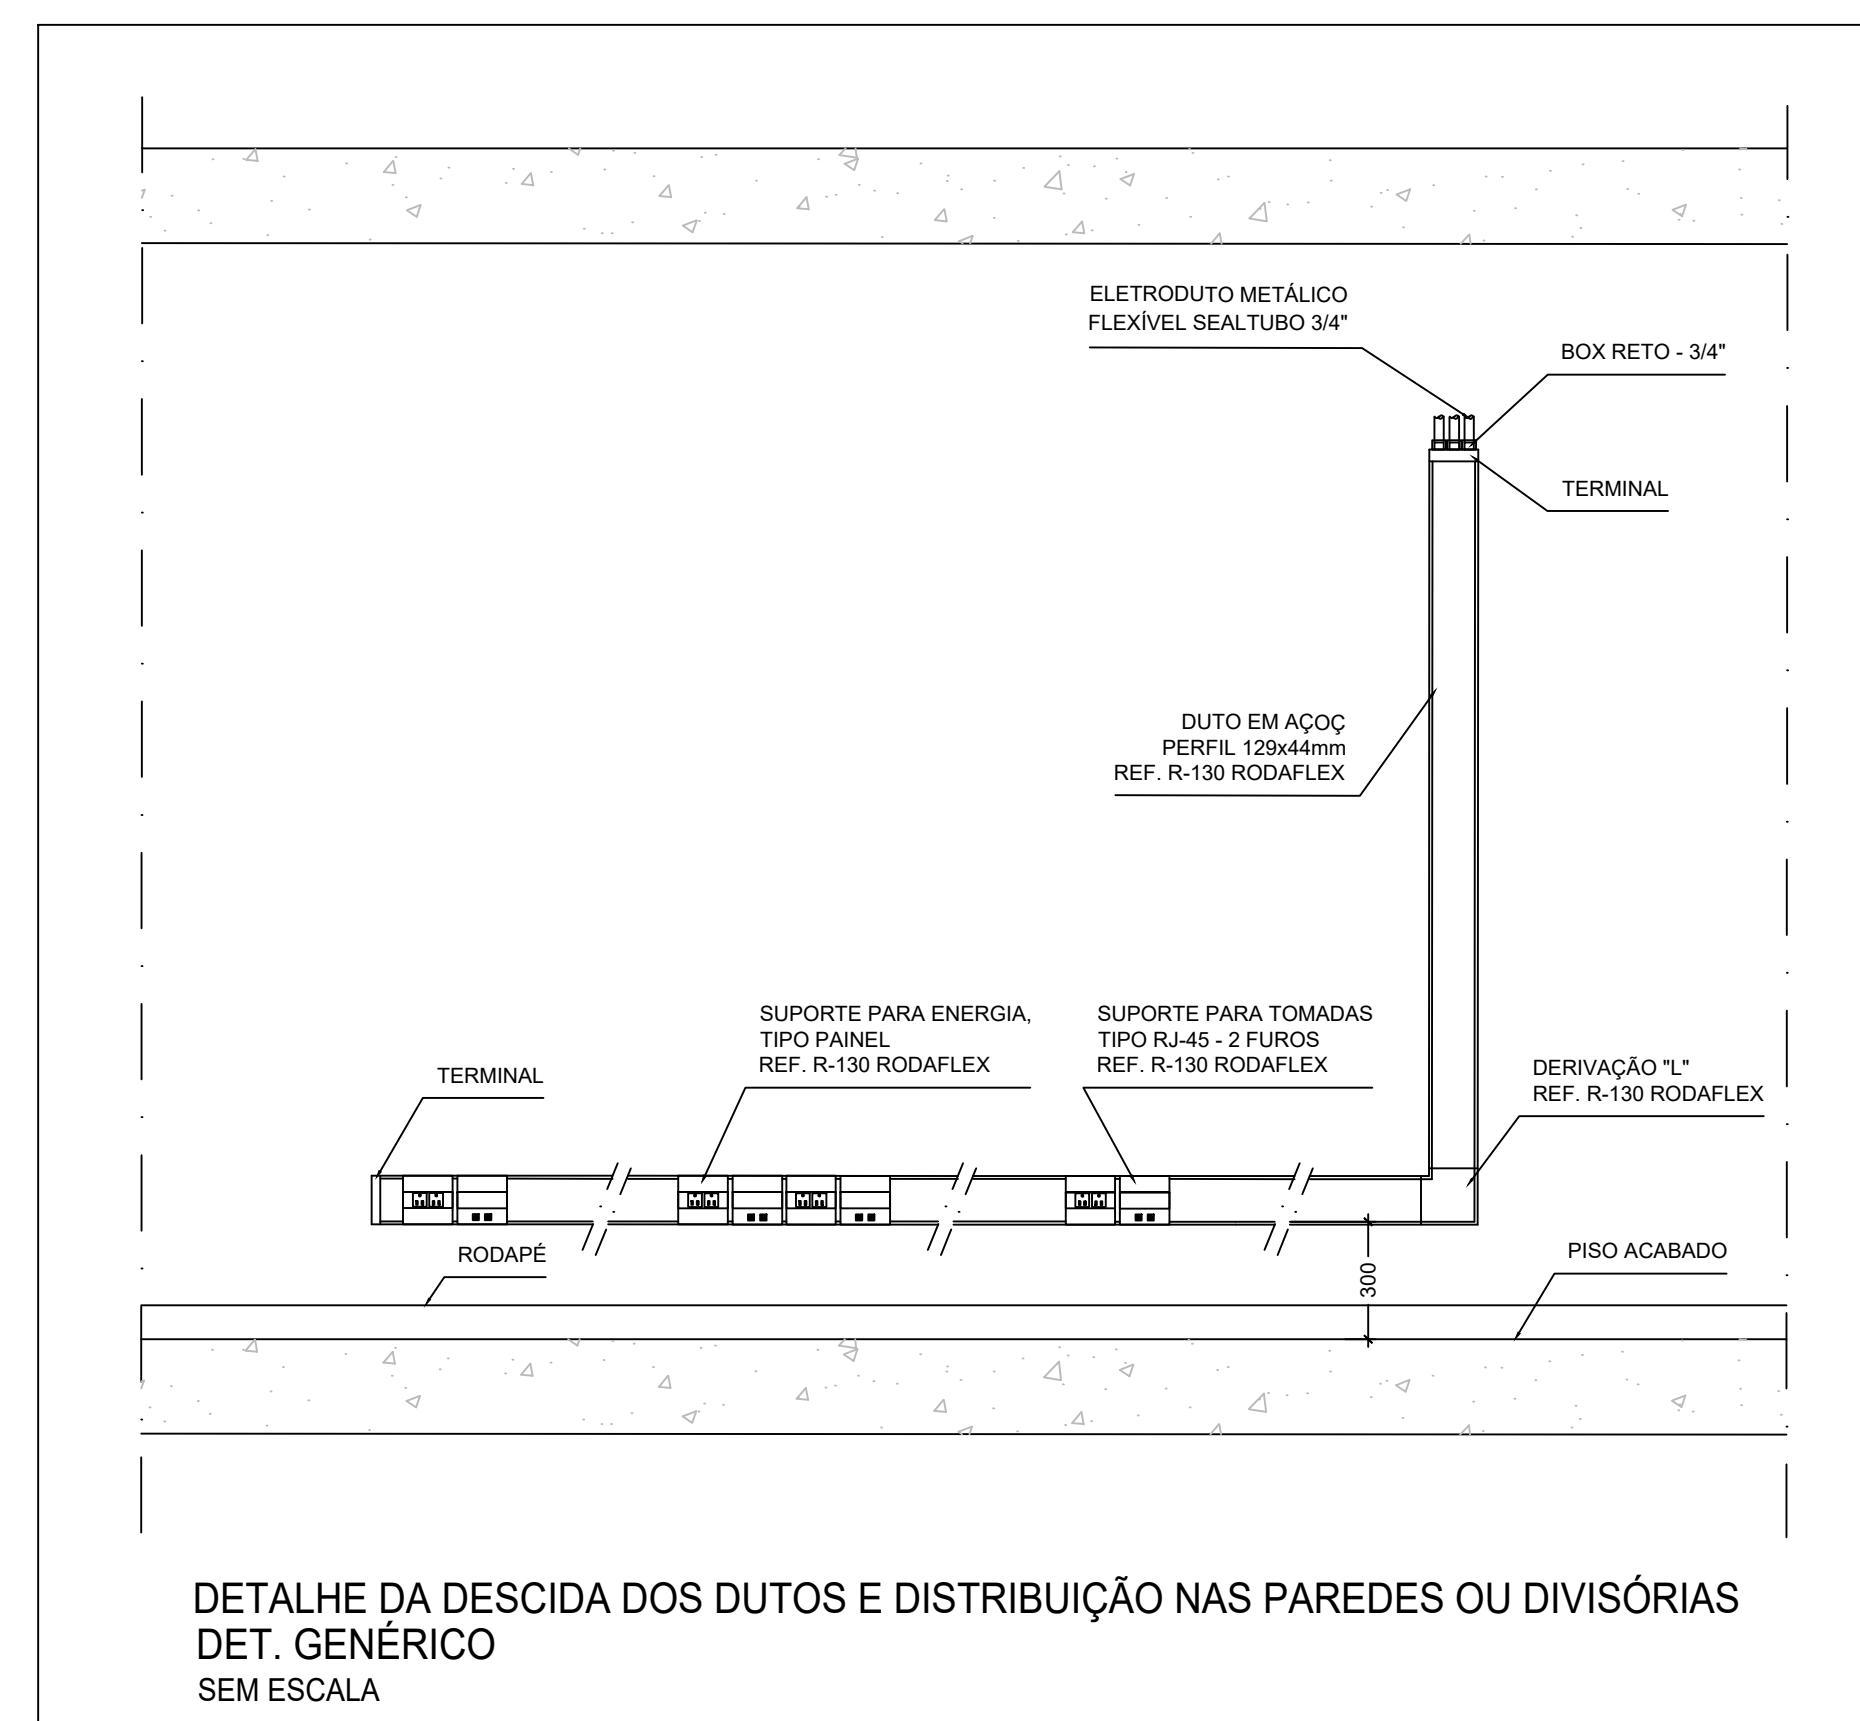 ELETRODUTO METÁLICO
FLEXÍVEL SEALTUBO 3/4"
BOX RETO - 3/4"
TERMINAL
DUTO EM AÇOÇ
PERFIL 129x44mm
REF. R-130 RODAFLEX
SUPORTE PARA ENERGIA,
TIPO PAINEL
REF. R-130 RODAFLEX
SUPORTE PARA TOMADAS
TIPO RJ-45 - 2 FUROS
REF. R-130 RODAFLEX
DERIVAÇÃO "L"
REF. R-130 RODAFLEX
TERMINAL
RODAPÉ
300
PISO ACABADO
DETALHE DA DESCIDA DOS DUTOS E DISTRIBUIÇÃO NAS PAREDES OU DIVISÓRIAS
DET. GENÉRICO
SEM ESCALA